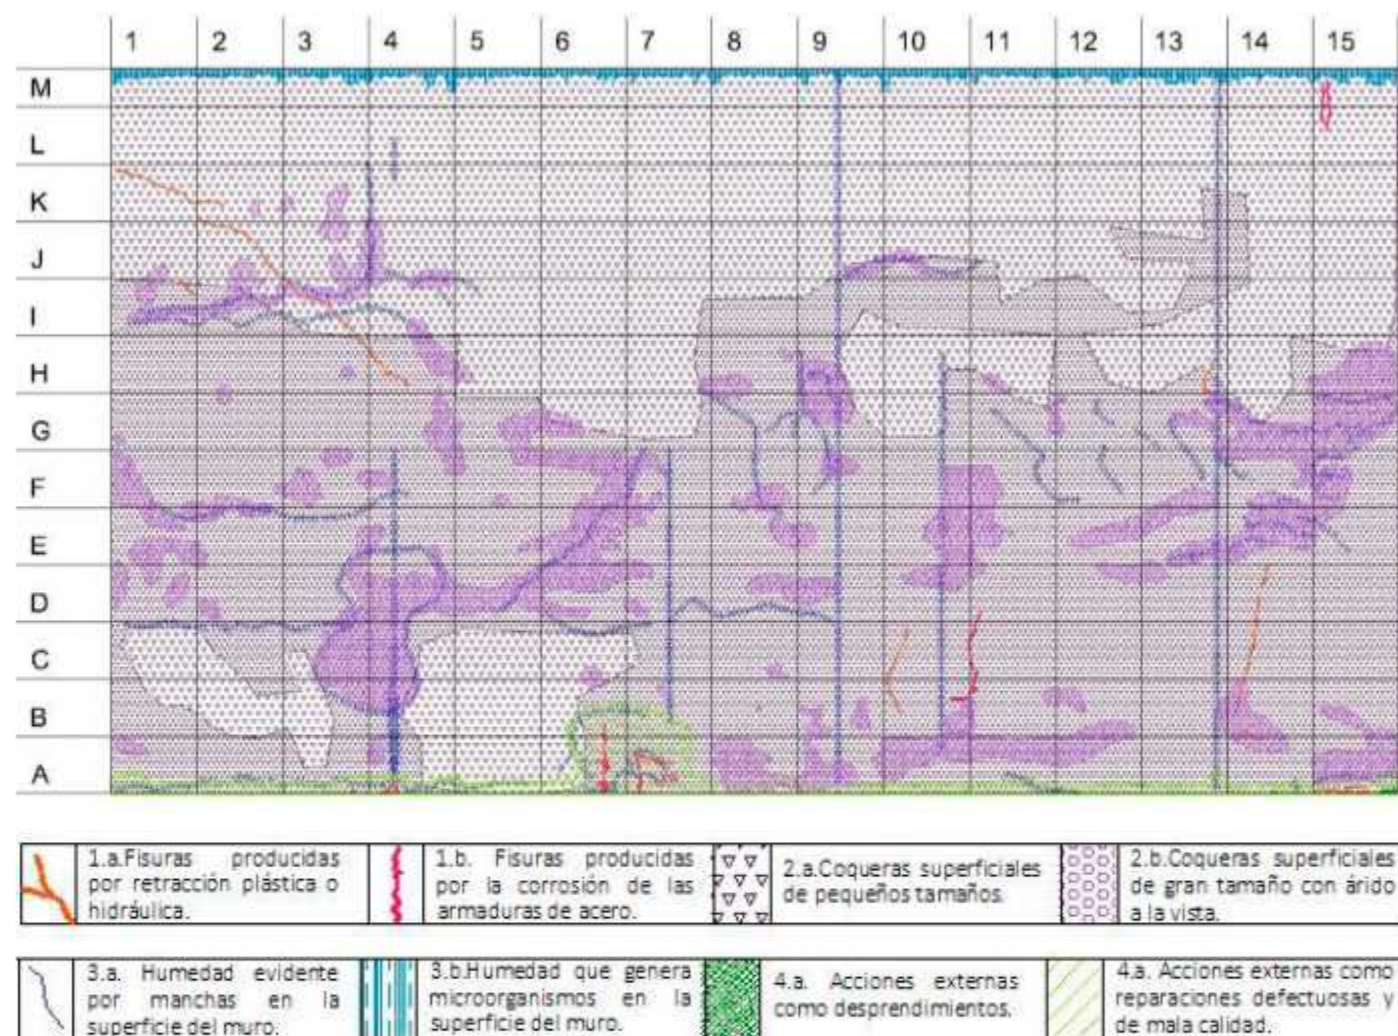 1 2 3 4 5 6 7 8 9 10 11 12 13 14 15
M
L
K
J
I
H
G
F
E
D
C
B
A
1.a.Fisuras producidas
por retracción plástica o
hidráulica.
1.b. Fisuras producidas
por la corrosión de las
armaduras de acero.
2.a.Coqueras superficiales
de pequeños tamaños.
2.b.Coqueras superficiales
de gran tamaño con árido
a la vista.
3.a. Humedad evidente
por manchas en la
superficie del muro.
3.b.Humedad que genera
microorganismos en la
superficie del muro.
4.a. Acciones externas
como desprendimientos.
4.a. Acciones externas como
reparaciones defectuosas y
de mala calidad.